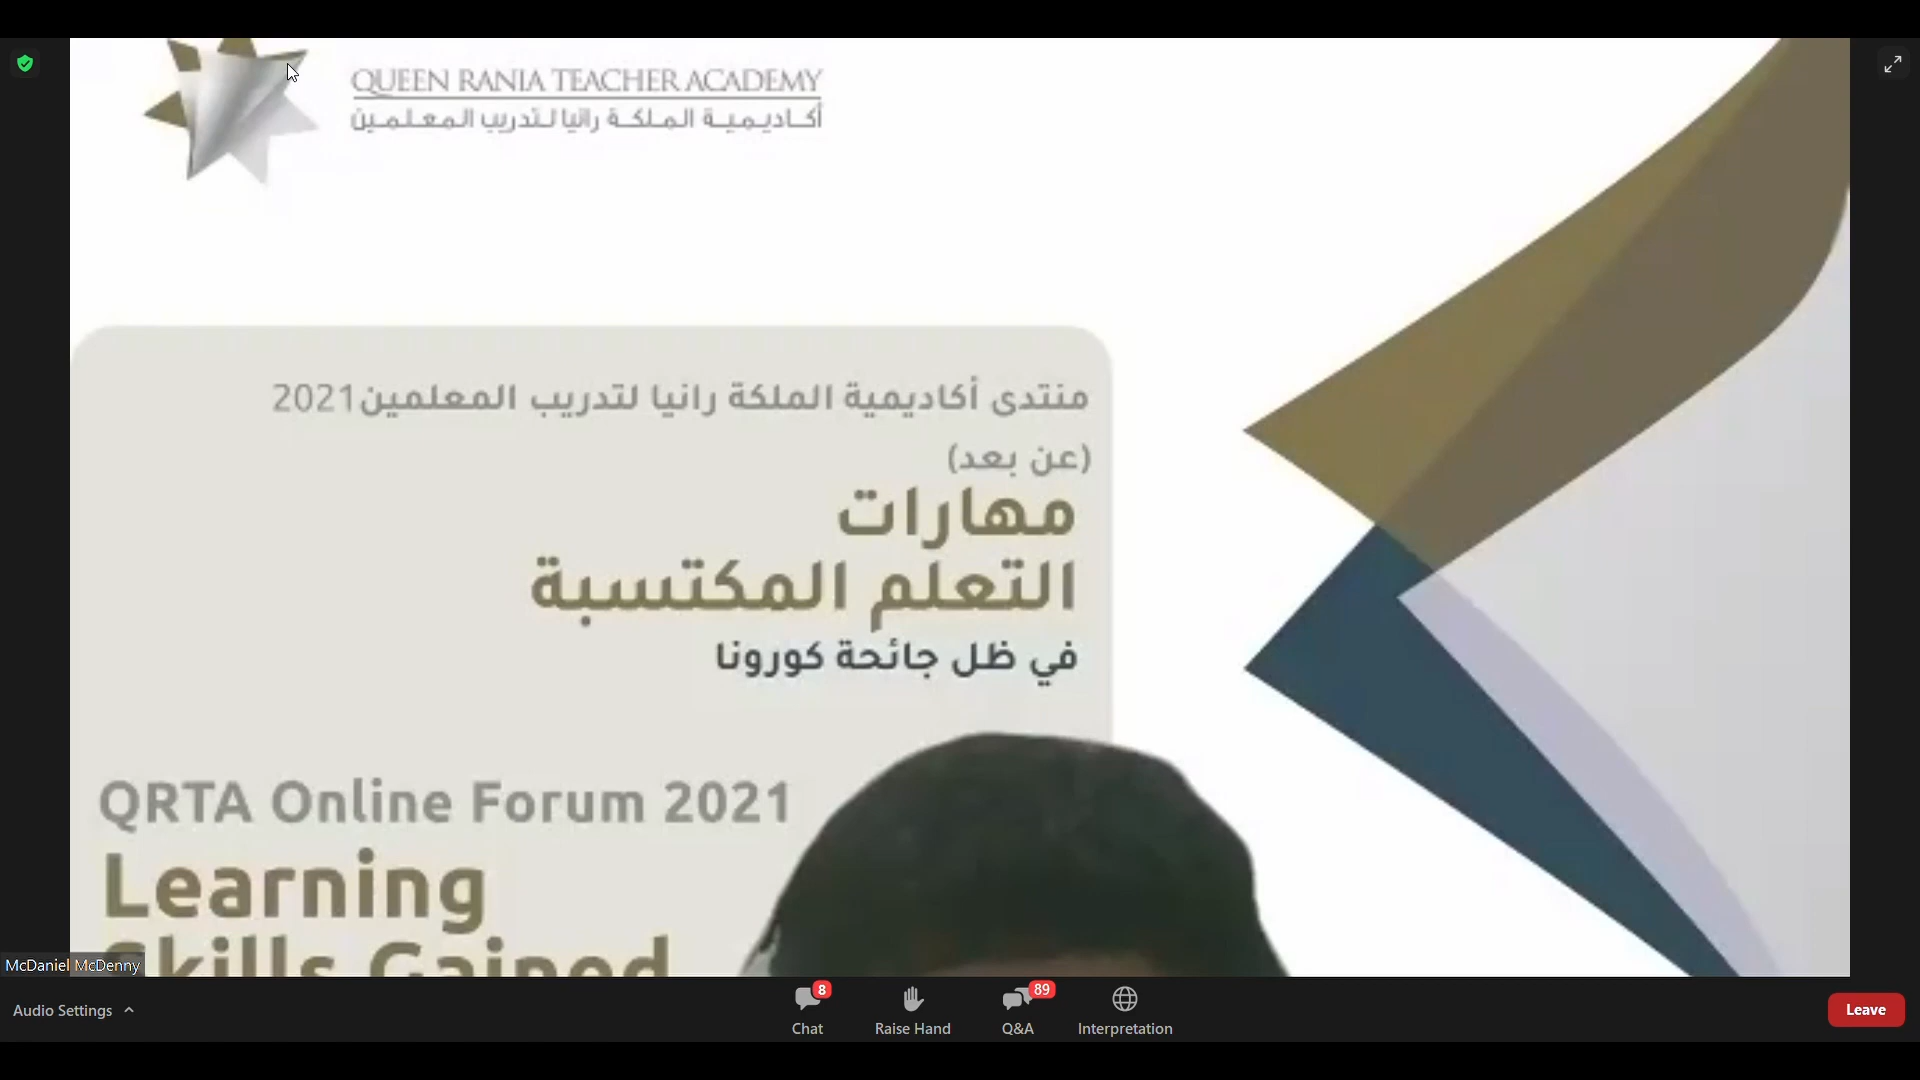 QUEEN RANIA TEACHER ACADEMY
أكاديمية الملكة رانيا لتدريب المعلمين
منتدى أكاديمية الملكة رانيا لتدريب المعلمين2021
(عن بعد)
مهارات
التعلم المكتسبة
في ظل جائحة كورونا
QRTA Online Forum 2021
Learning
Skills Gained
McDaniel McDenny
Audio Settings
8
Chat
Raise Hand
89
Q&A
Interpretation
Leave